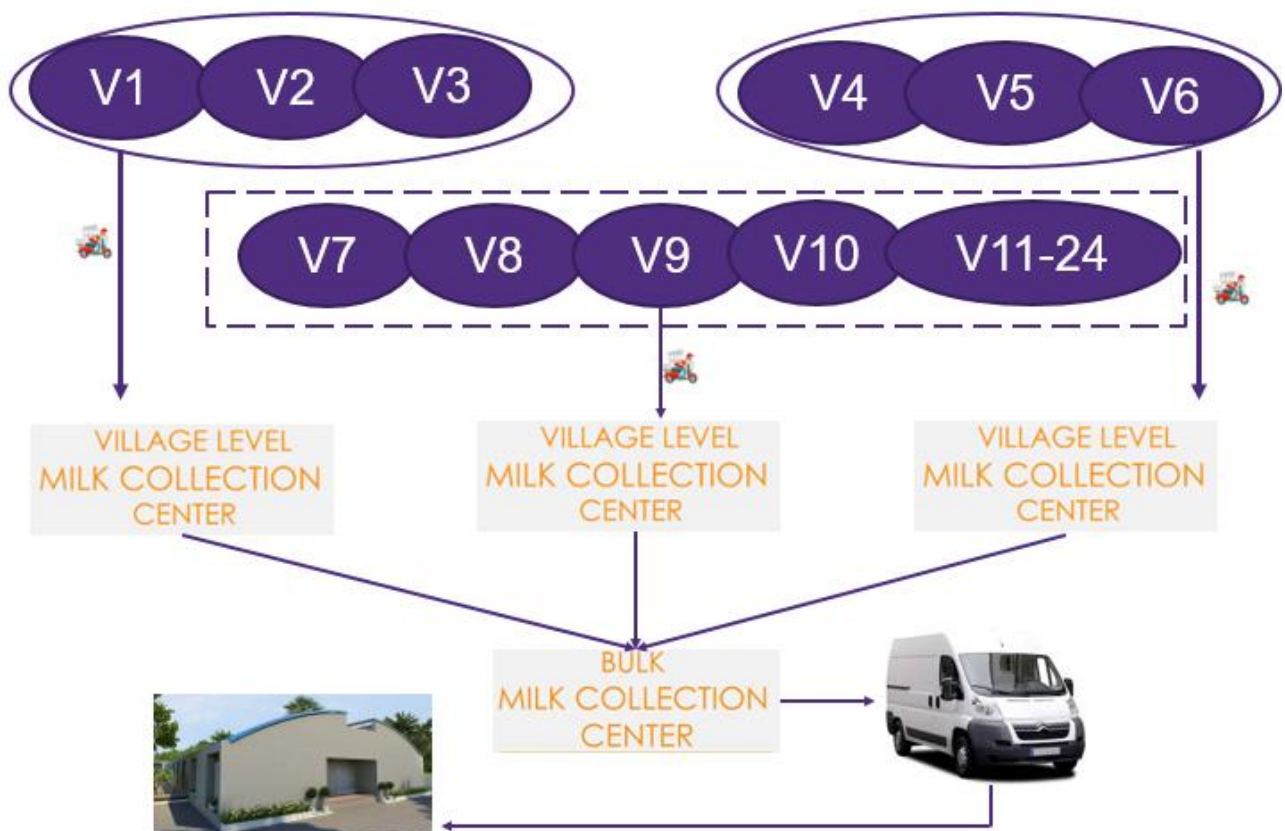 V1 V2 V3 V4 V5 V6
V7 V8 V9 V10 V11-24
VILLAGE LEVEL
MILK COLLECTION
CENTER
VILLAGE LEVEL
MILK COLLECTION
CENTER
VILLAGE LEVEL
MILK COLLECTION
CENTER
BULK
MILK COLLECTION
CENTER